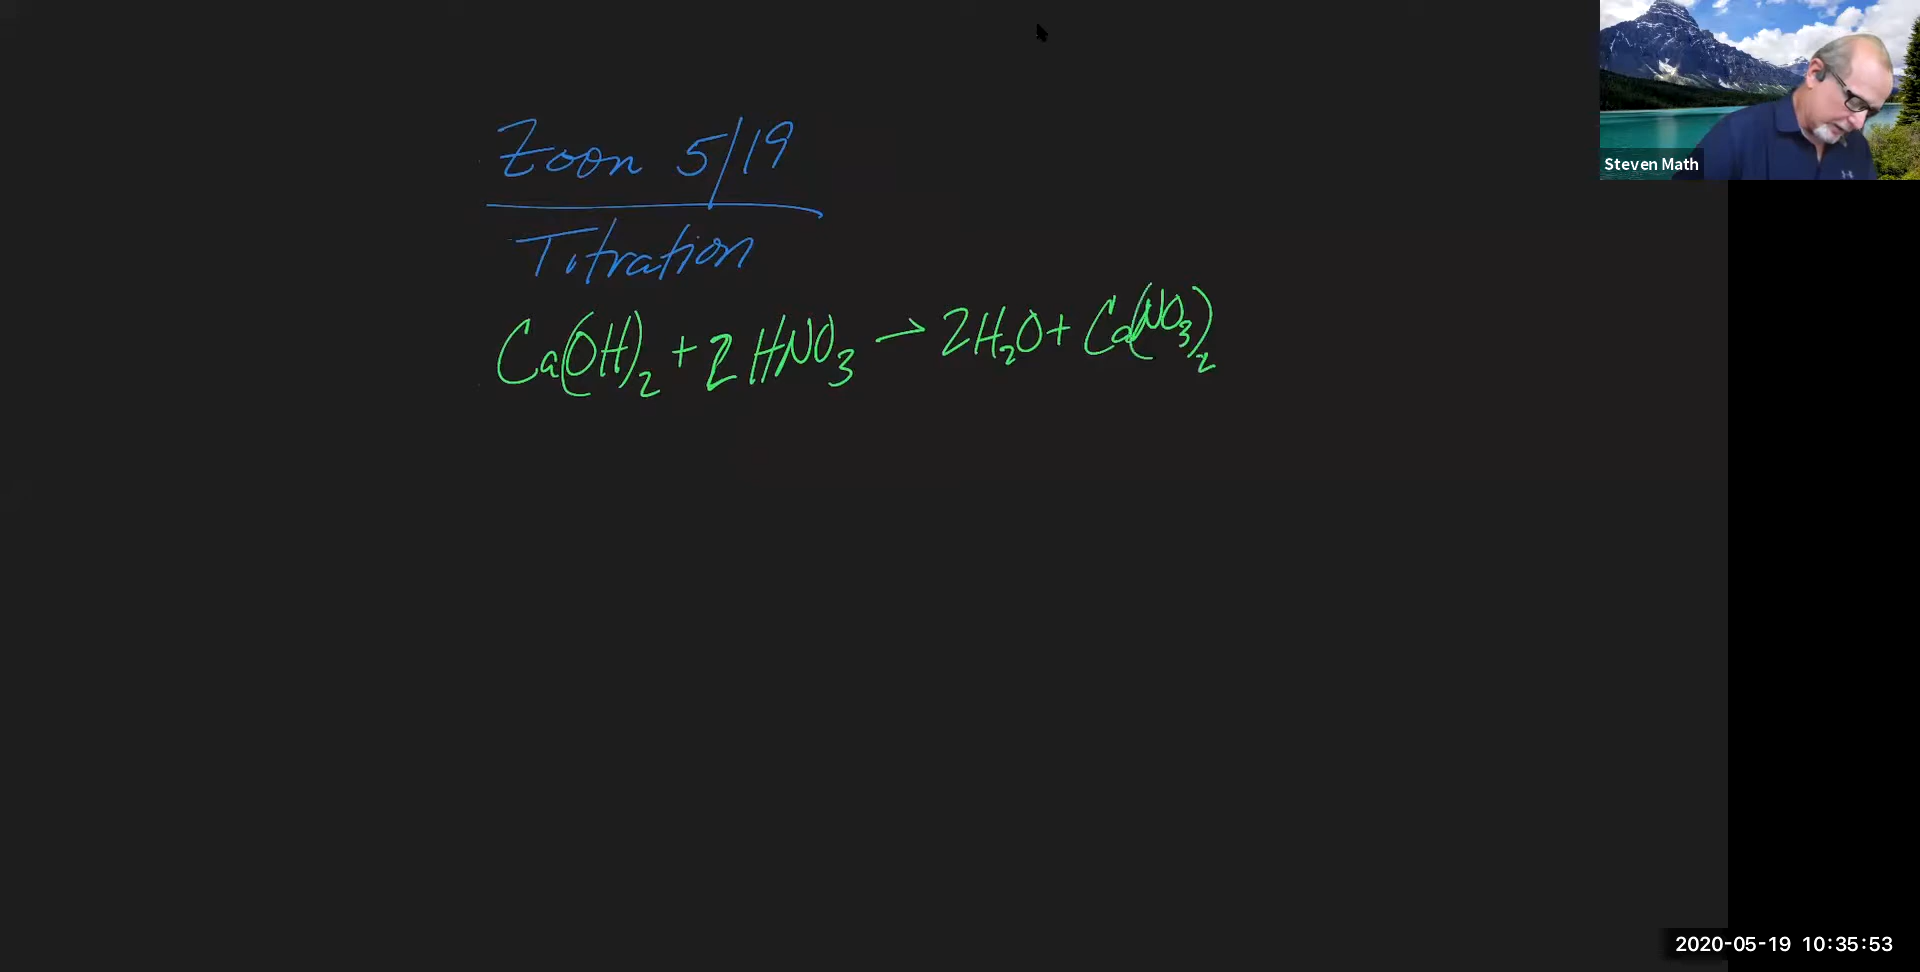 Zoon 5/19
Titration
Ca(OH)₂ + 2 HNO₃ → 2H₂O + Ca(NO₃)₂
Steven Math
2020-05-19 10:35:53